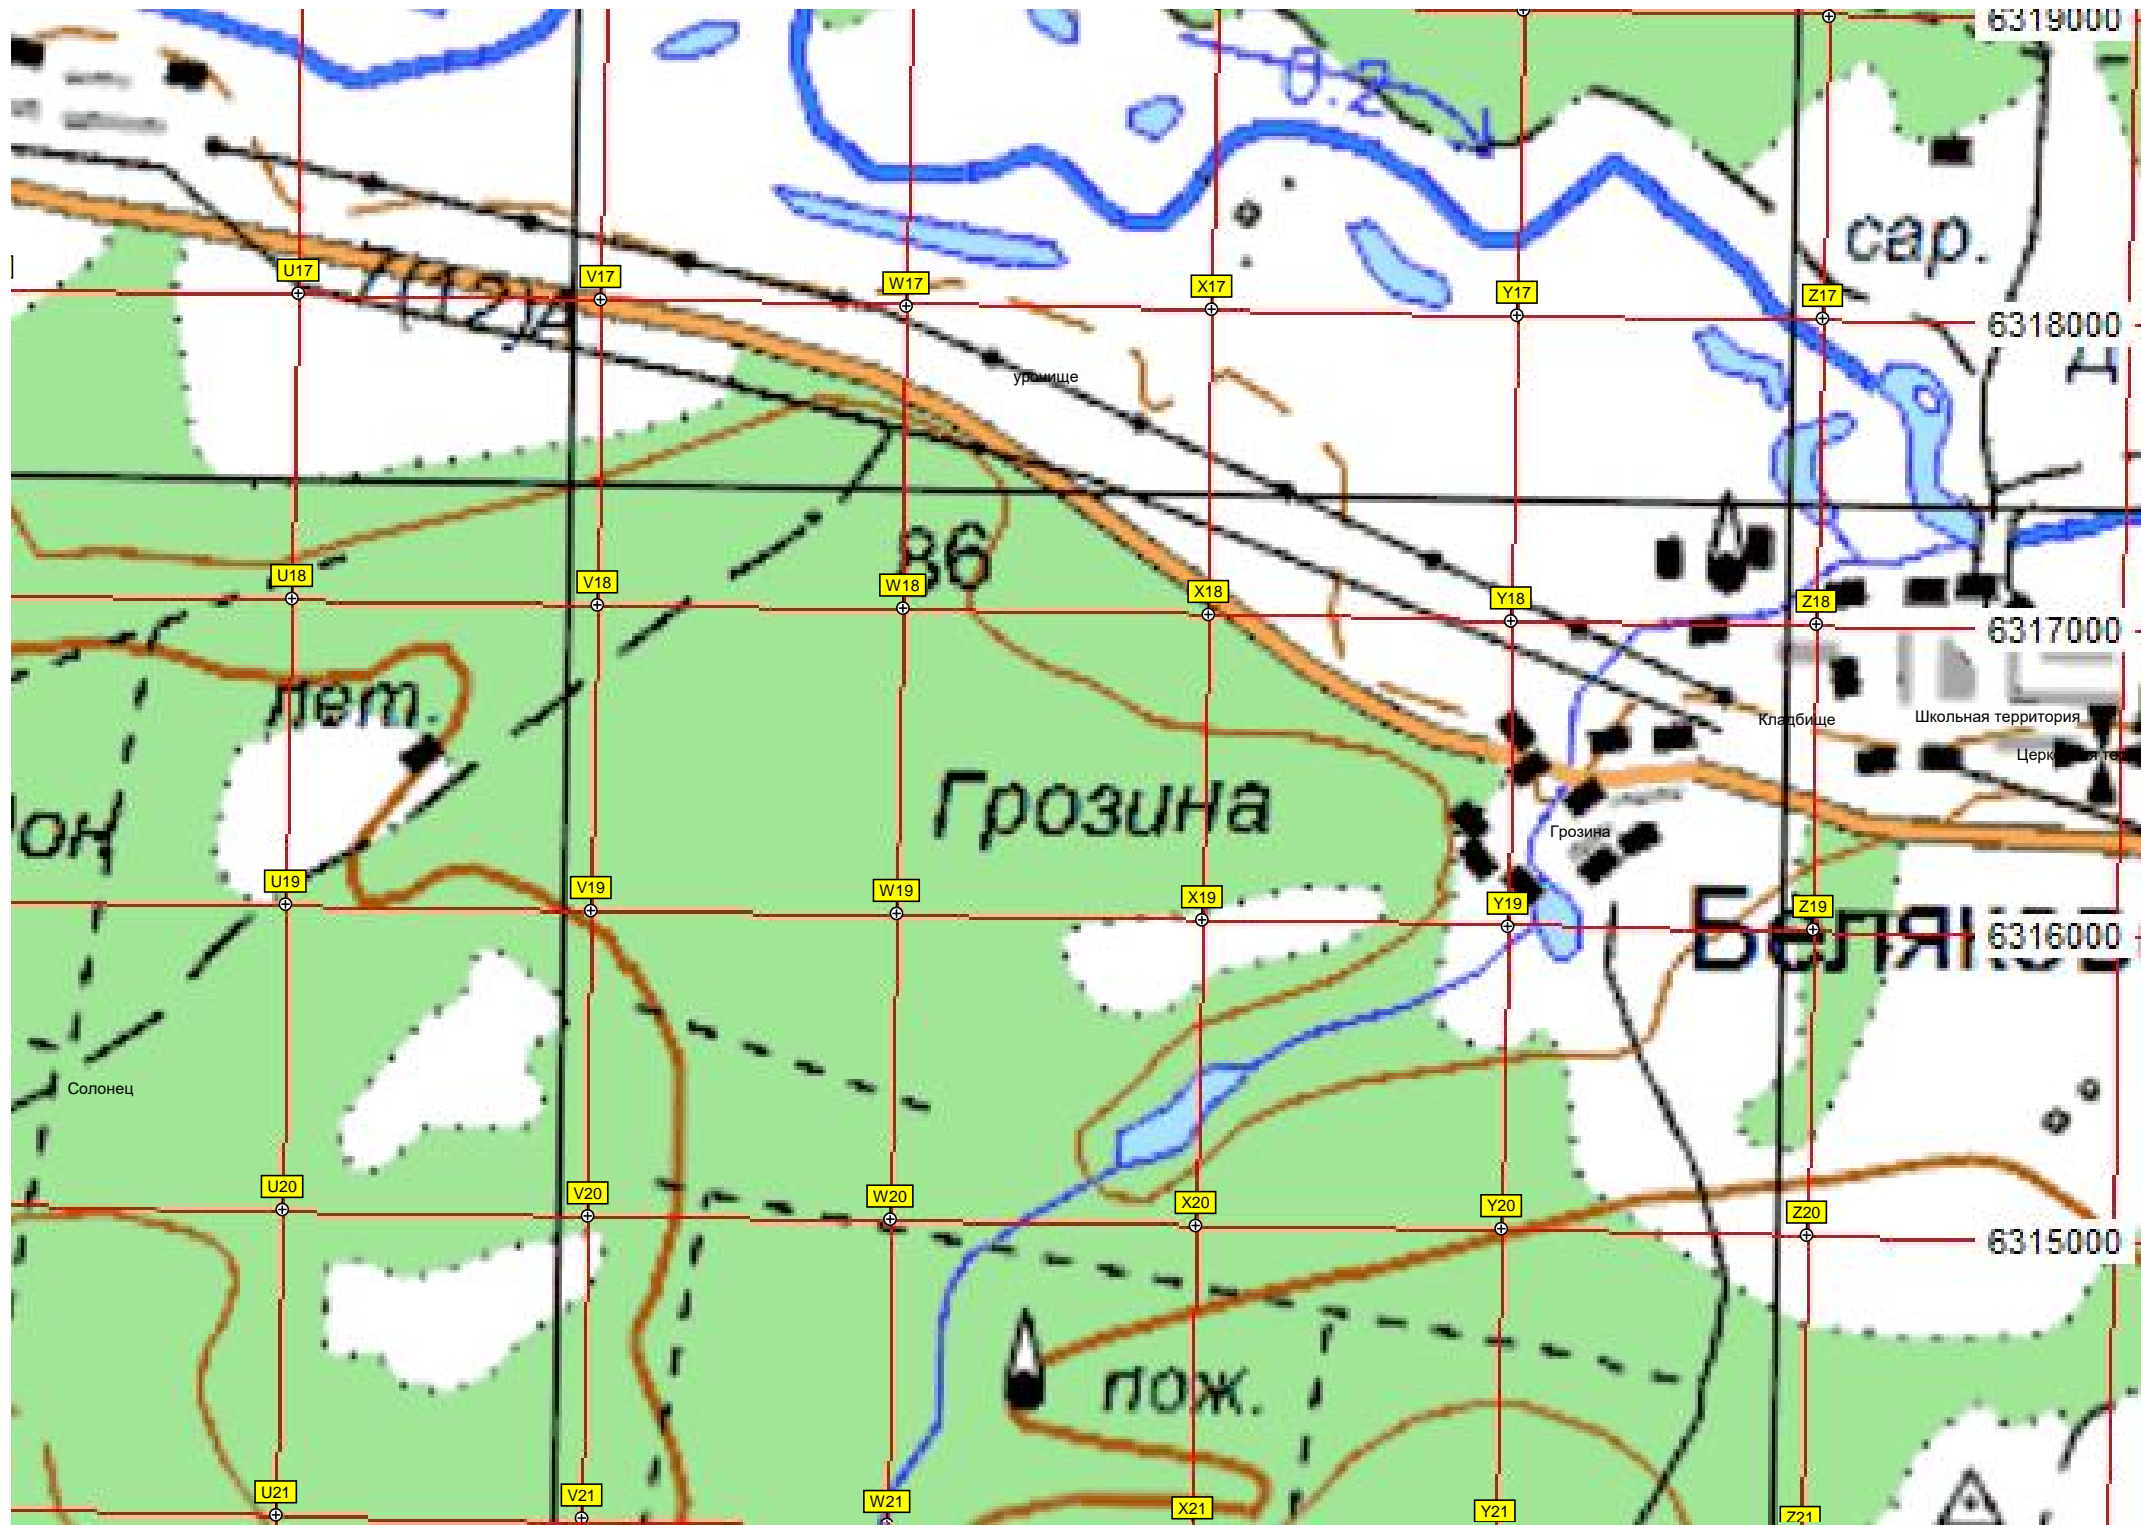 6319000
0.2
сар.
U17
V17
W17
X17
Y17
Z17
7(12)А
6318000
Д
урочище
86
U18
V18
W18
X18
Y18
Z18
6317000
лет.
Кладбище
Школьная территория
Грозина
Грозина
U19
V19
W19
X19
Y19
Z19
6316000
Солонец
U20
V20
W20
X20
Y20
Z20
6315000
пож.
U21
V21
W21
X21
Y21
Z21